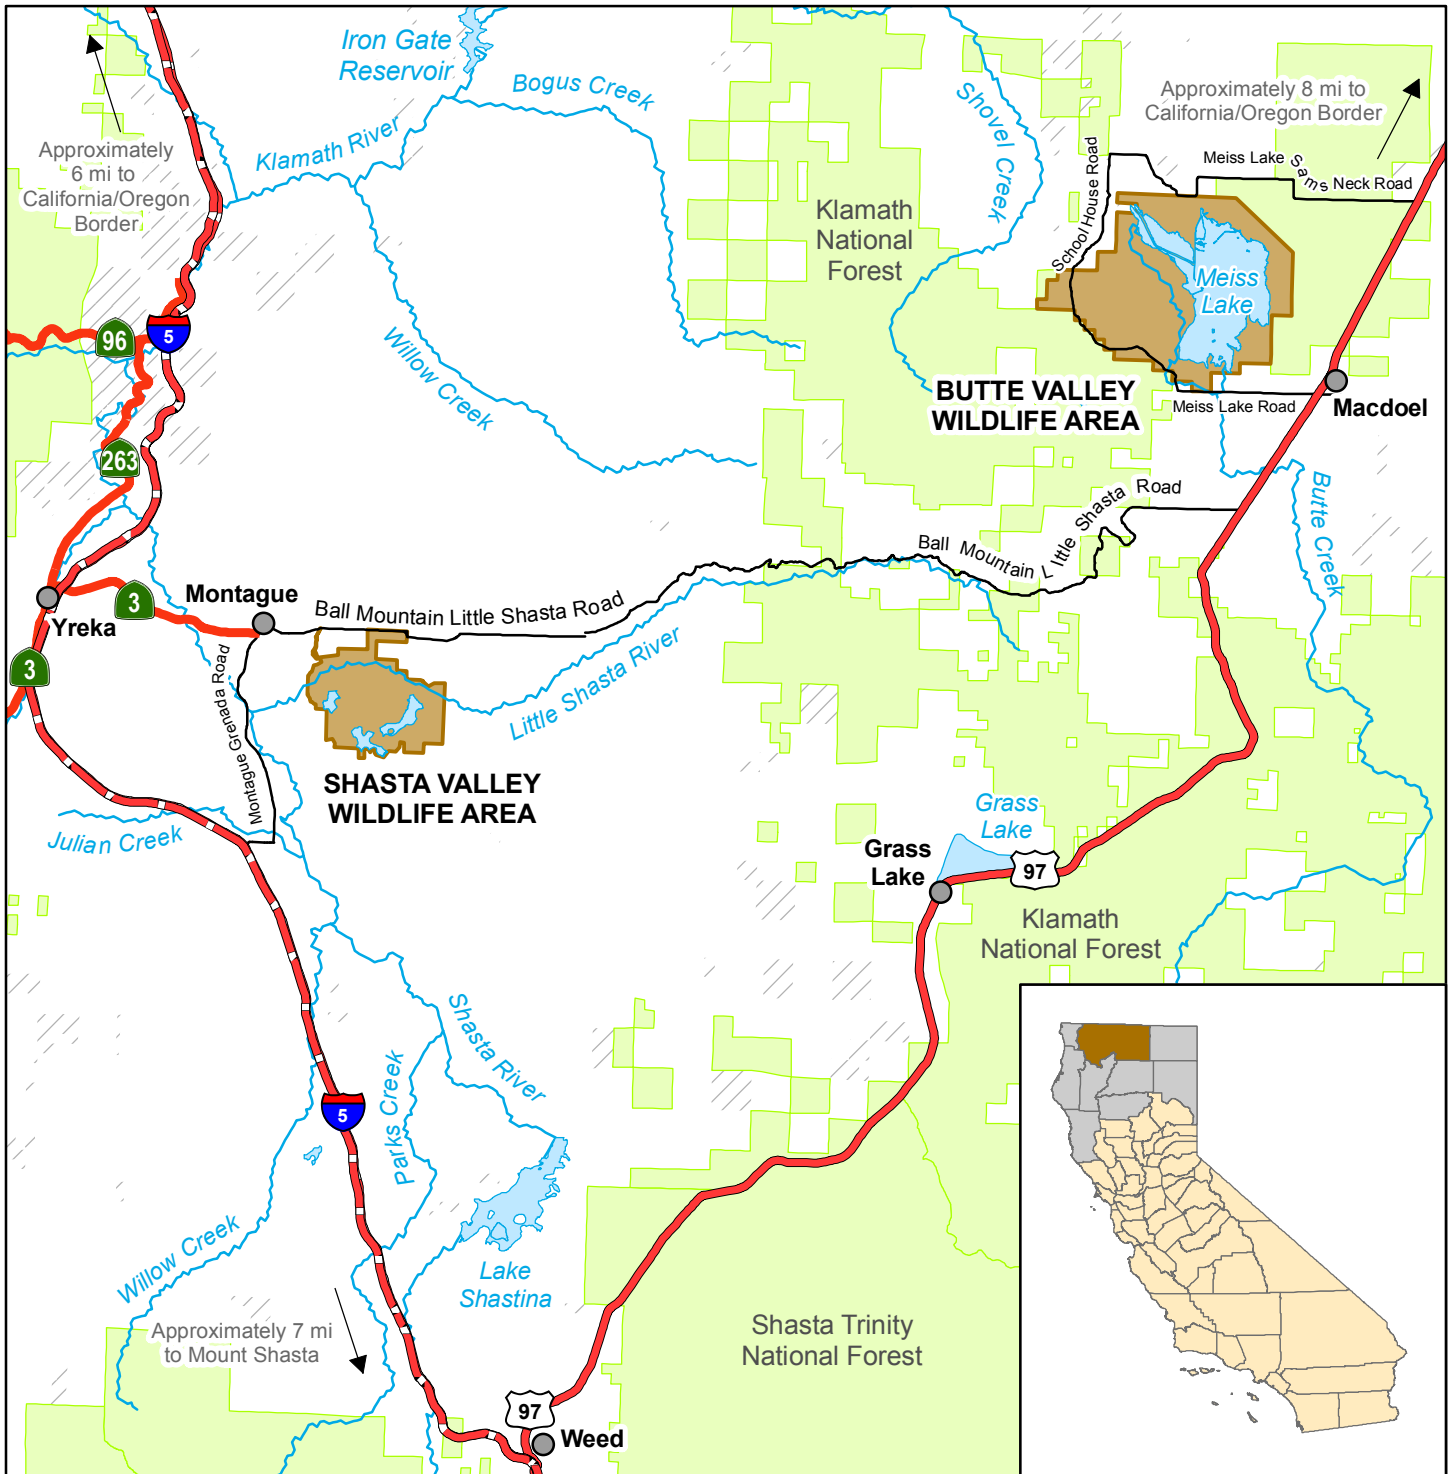 Iron Gate
Reservoir
Bogus Creek
Klamath River
Shovel Creek
Approximately 8 mi to
California/Oregon Border
Approximately
6 mi to
California/Oregon
Border
School House Road
Meiss Lake
Sams Neck Road
Klamath
National
Forest
Meiss
Lake
96
5
Willow Creek
BUTTE VALLEY
WILDLIFE AREA
Meiss Lake Road
Macdoel
263
Butte Creek
Ball Mountain Little Shasta Road
Montague
3
Ball Mountain Little Shasta Road
Yreka
3
Montague Grenada Road
Little Shasta River
SHASTA VALLEY
WILDLIFE AREA
Julian Creek
Grass
Lake
Grass
Lake
97
Klamath
National Forest
Shasta River
Parks Creek
5
Willow Creek
Lake
Shastina
Approximately 7 mi
to Mount Shasta
Shasta Trinity
National Forest
97
Weed